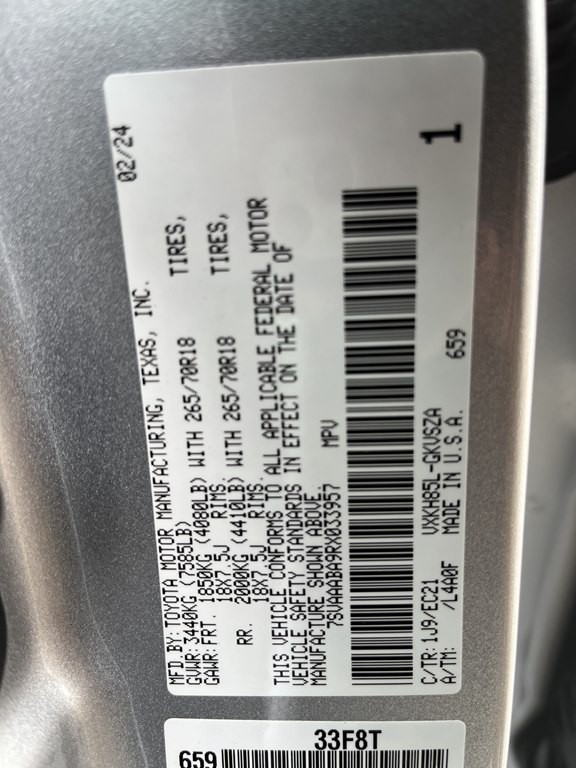 MFD.BY:TOYOTA MOTOR MANUFACTURING, TEXAS, INC. 02/24
GVWR:3440KG (7585LB)
GAWR:FRT. 1850KG (4080LB) WITH 265/70R18 TIRES,
18X7.5J RIMS.
RR. 2000KG (4410LB) WITH 265/70R18 TIRES,
18X7.5J RIMS.
THIS VEHICLE CONFORMS TO ALL APPLICABLE FEDERAL MOTOR
VEHICLE SAFETY STANDARDS IN EFFECT ON THE DATE OF
MANUFACTURE SHOWN ABOVE.
7SVAAABA9RX033957 MPV
C/TR:1J9/EC21 VXKH85L-GKVSZA 1
A/TM: /L4A0F MADE IN U.S.A. 659
33F8T
659